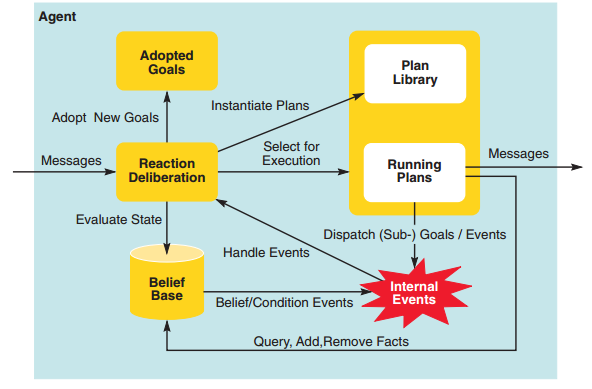 Agent
Adopted
Goals
Plan
Library
Instantiate Plans
Adopt New Goals
Select for
Execution
Messages
Messages
Reaction
Deliberation
Running
Plans
Evaluate State
Dispatch (Sub-) Goals / Events
Handle Events
Belief
Base
Internal
Events
Belief/Condition Events
Query, Add,Remove Facts